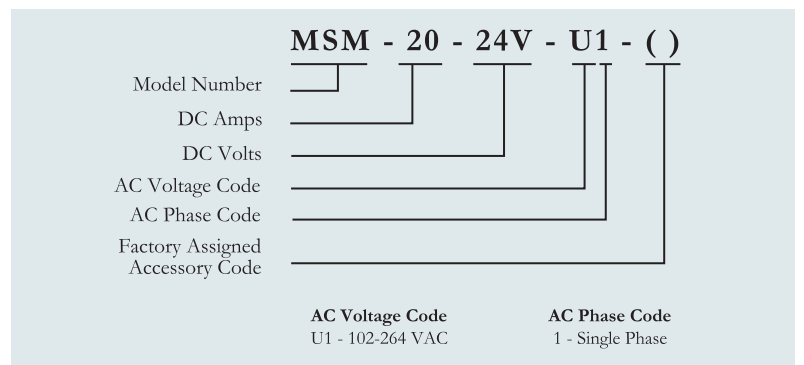 MSM - 20 - 24V - U1 - ( )
Model Number
DC Amps
DC Volts
AC Voltage Code
AC Phase Code
Factory Assigned
Accessory Code
AC Voltage Code
U1 - 102-264 VAC
AC Phase Code
1 - Single Phase